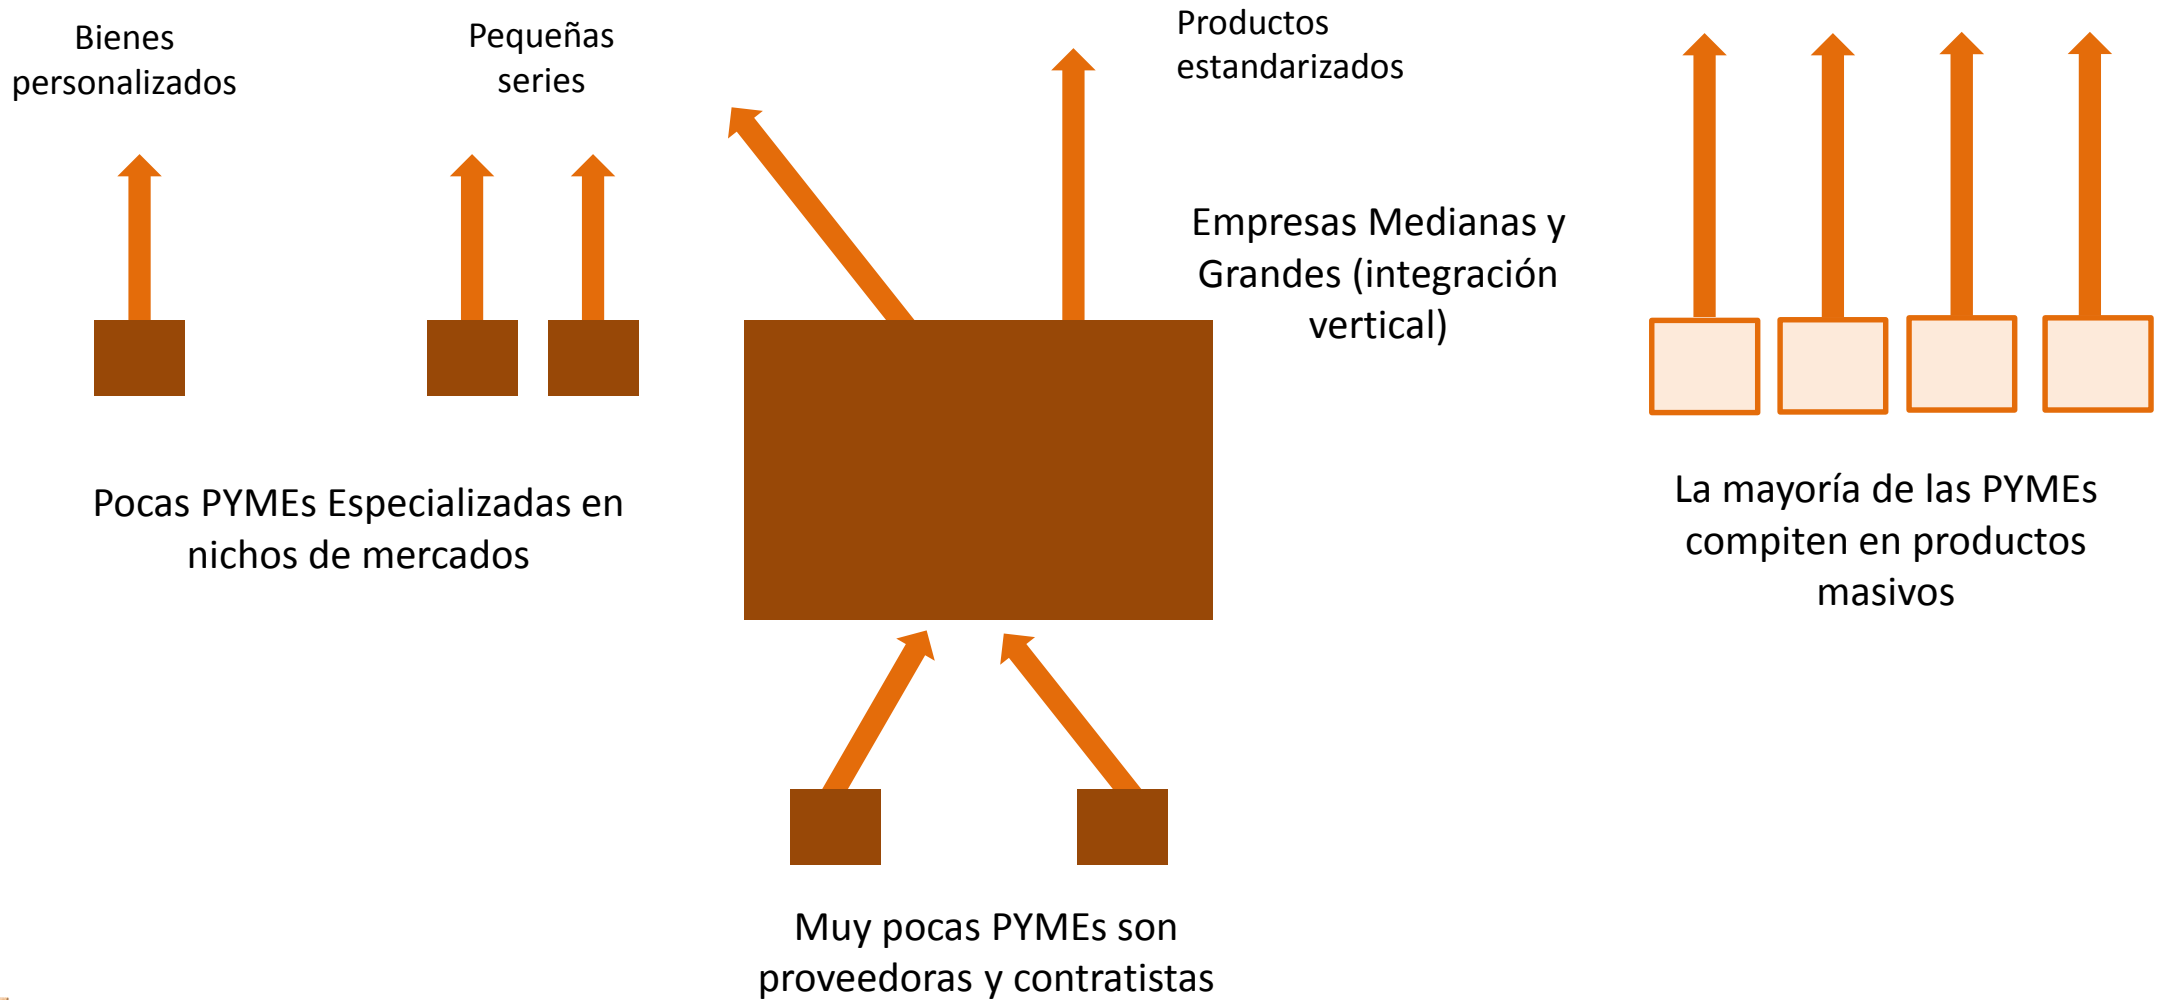 Bienes
personalizados
Pequeñas
series
Productos
estandarizados
Empresas Medianas y
Grandes (integración
vertical)
Pocas PYMEs Especializadas en
nichos de mercados
La mayoría de las PYMEs
compiten en productos
masivos
Muy pocas PYMEs son
proveedoras y contratistas